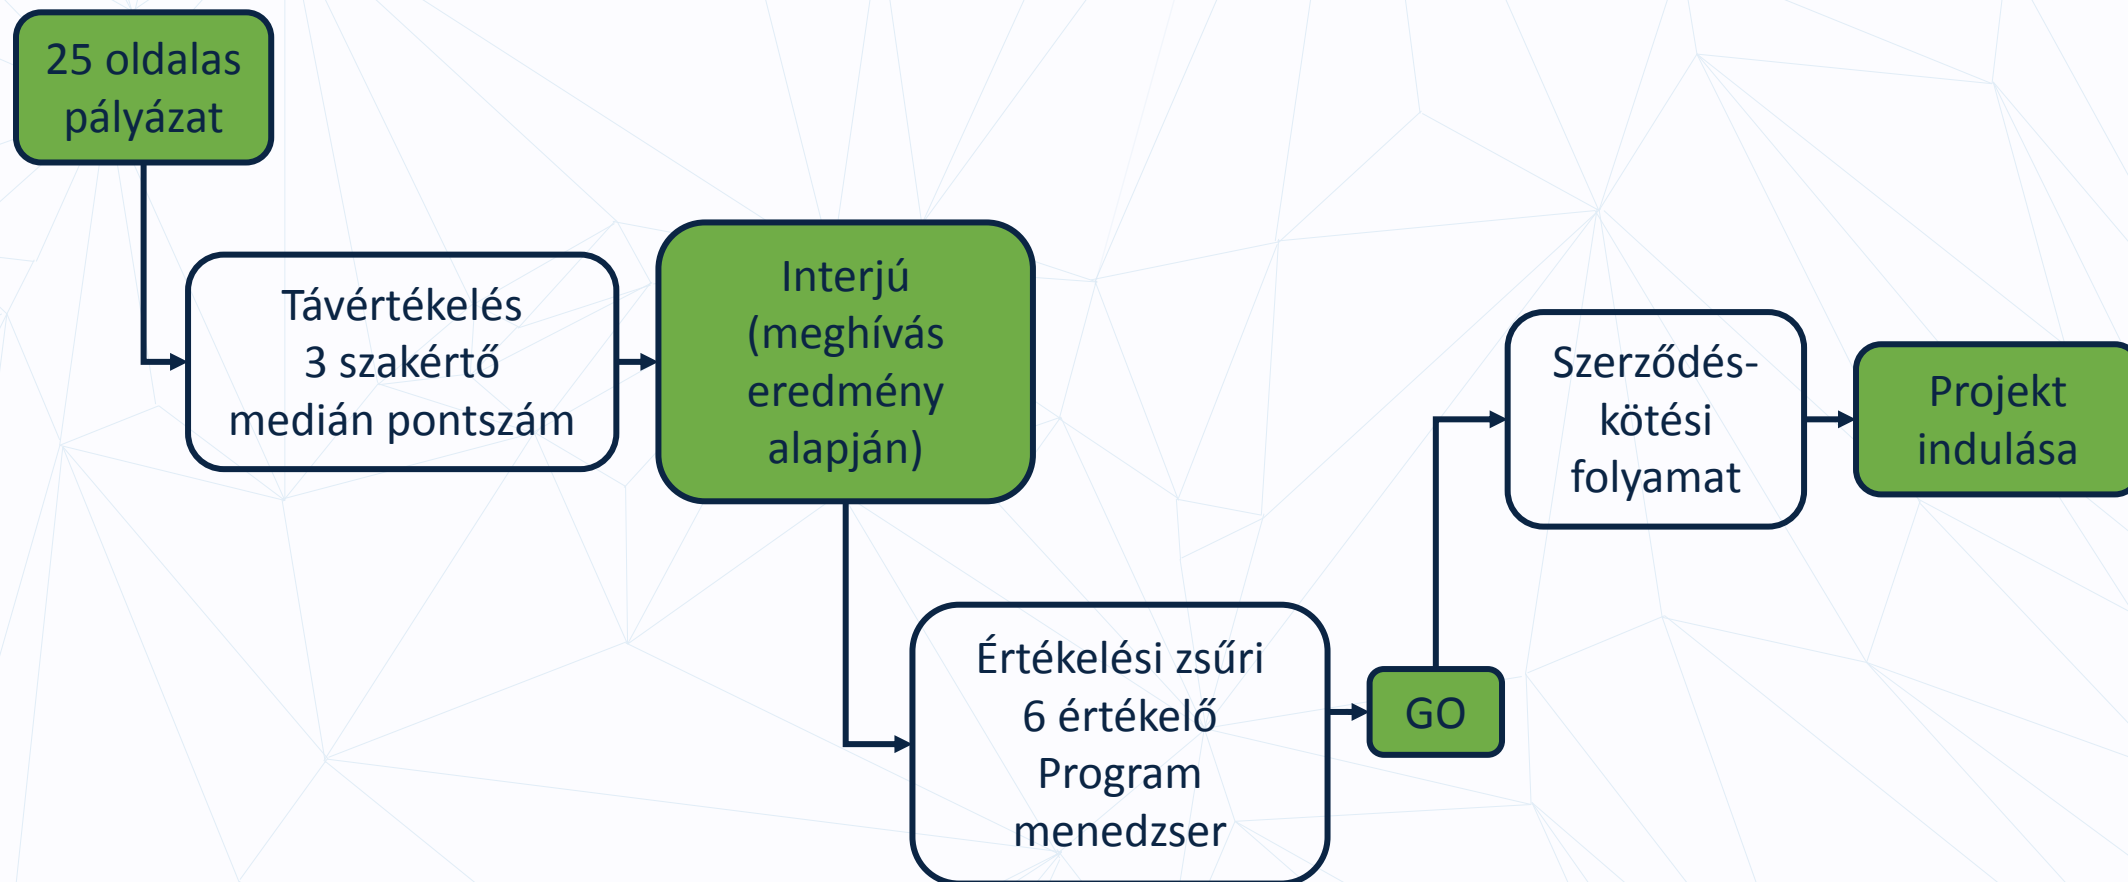 25 oldalas
pályázat
Távértékelés
3 szakértő
medián pontszám
Interjú
(meghívás
eredmény
alapján)
Értékelési zsűri
6 értékelő
Program
menedzser
GO
Szerződés-
kötési
folyamat
Projekt
indulása